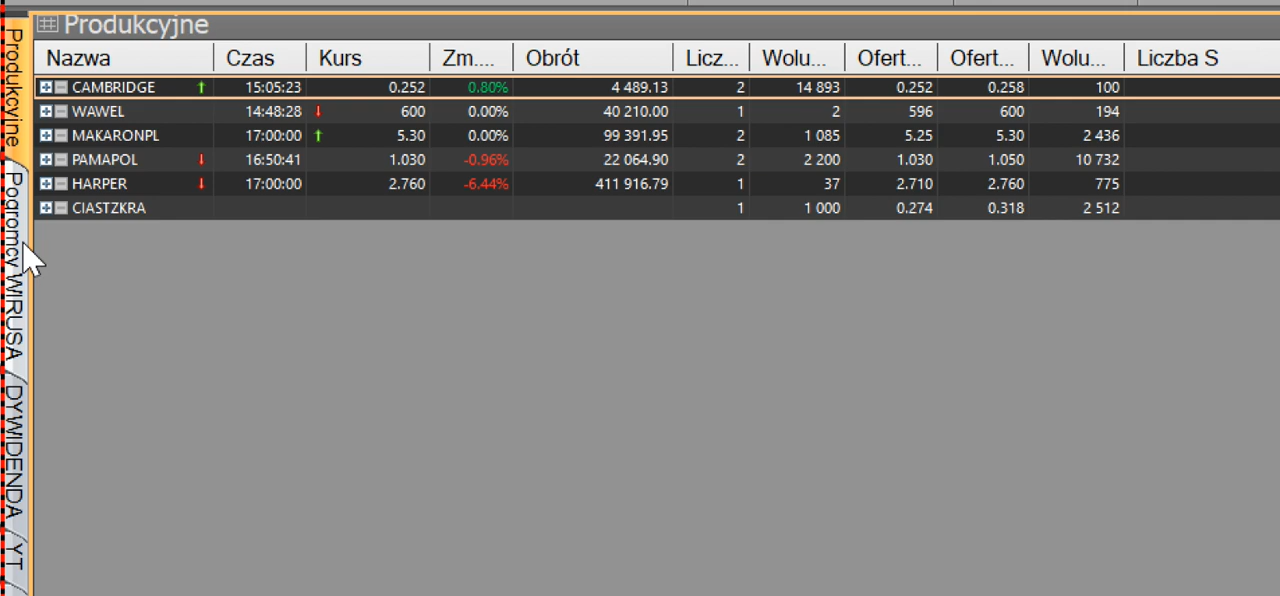 Produkcyjne
Nazwa Czas Kurs Zm.... Obrót Licz... Wolu... Ofert... Ofert... Wolu... Liczba S
CAMBRIDGE 15:05:23 0.252 0.80% 4 489.13 2 14 893 0.252 0.258 100
WAWEL 14:48:28 600 0.00% 40 210.00 1 2 596 600 194
MAKARONPL 17:00:00 5.30 0.00% 99 391.95 2 1 085 5.25 5.30 2 436
PAMAPOL 16:50:41 1.030 -0.96% 22 064.90 2 2 200 1.030 1.050 10 732
HARPER 17:00:00 2.760 -6.44% 411 916.79 1 37 2.710 2.760 775
CIASTZKRA 1 1 000 0.274 0.318 2 512
Produkcyjne
Pogromcy WIRUSA
DYWIDENDA
YT